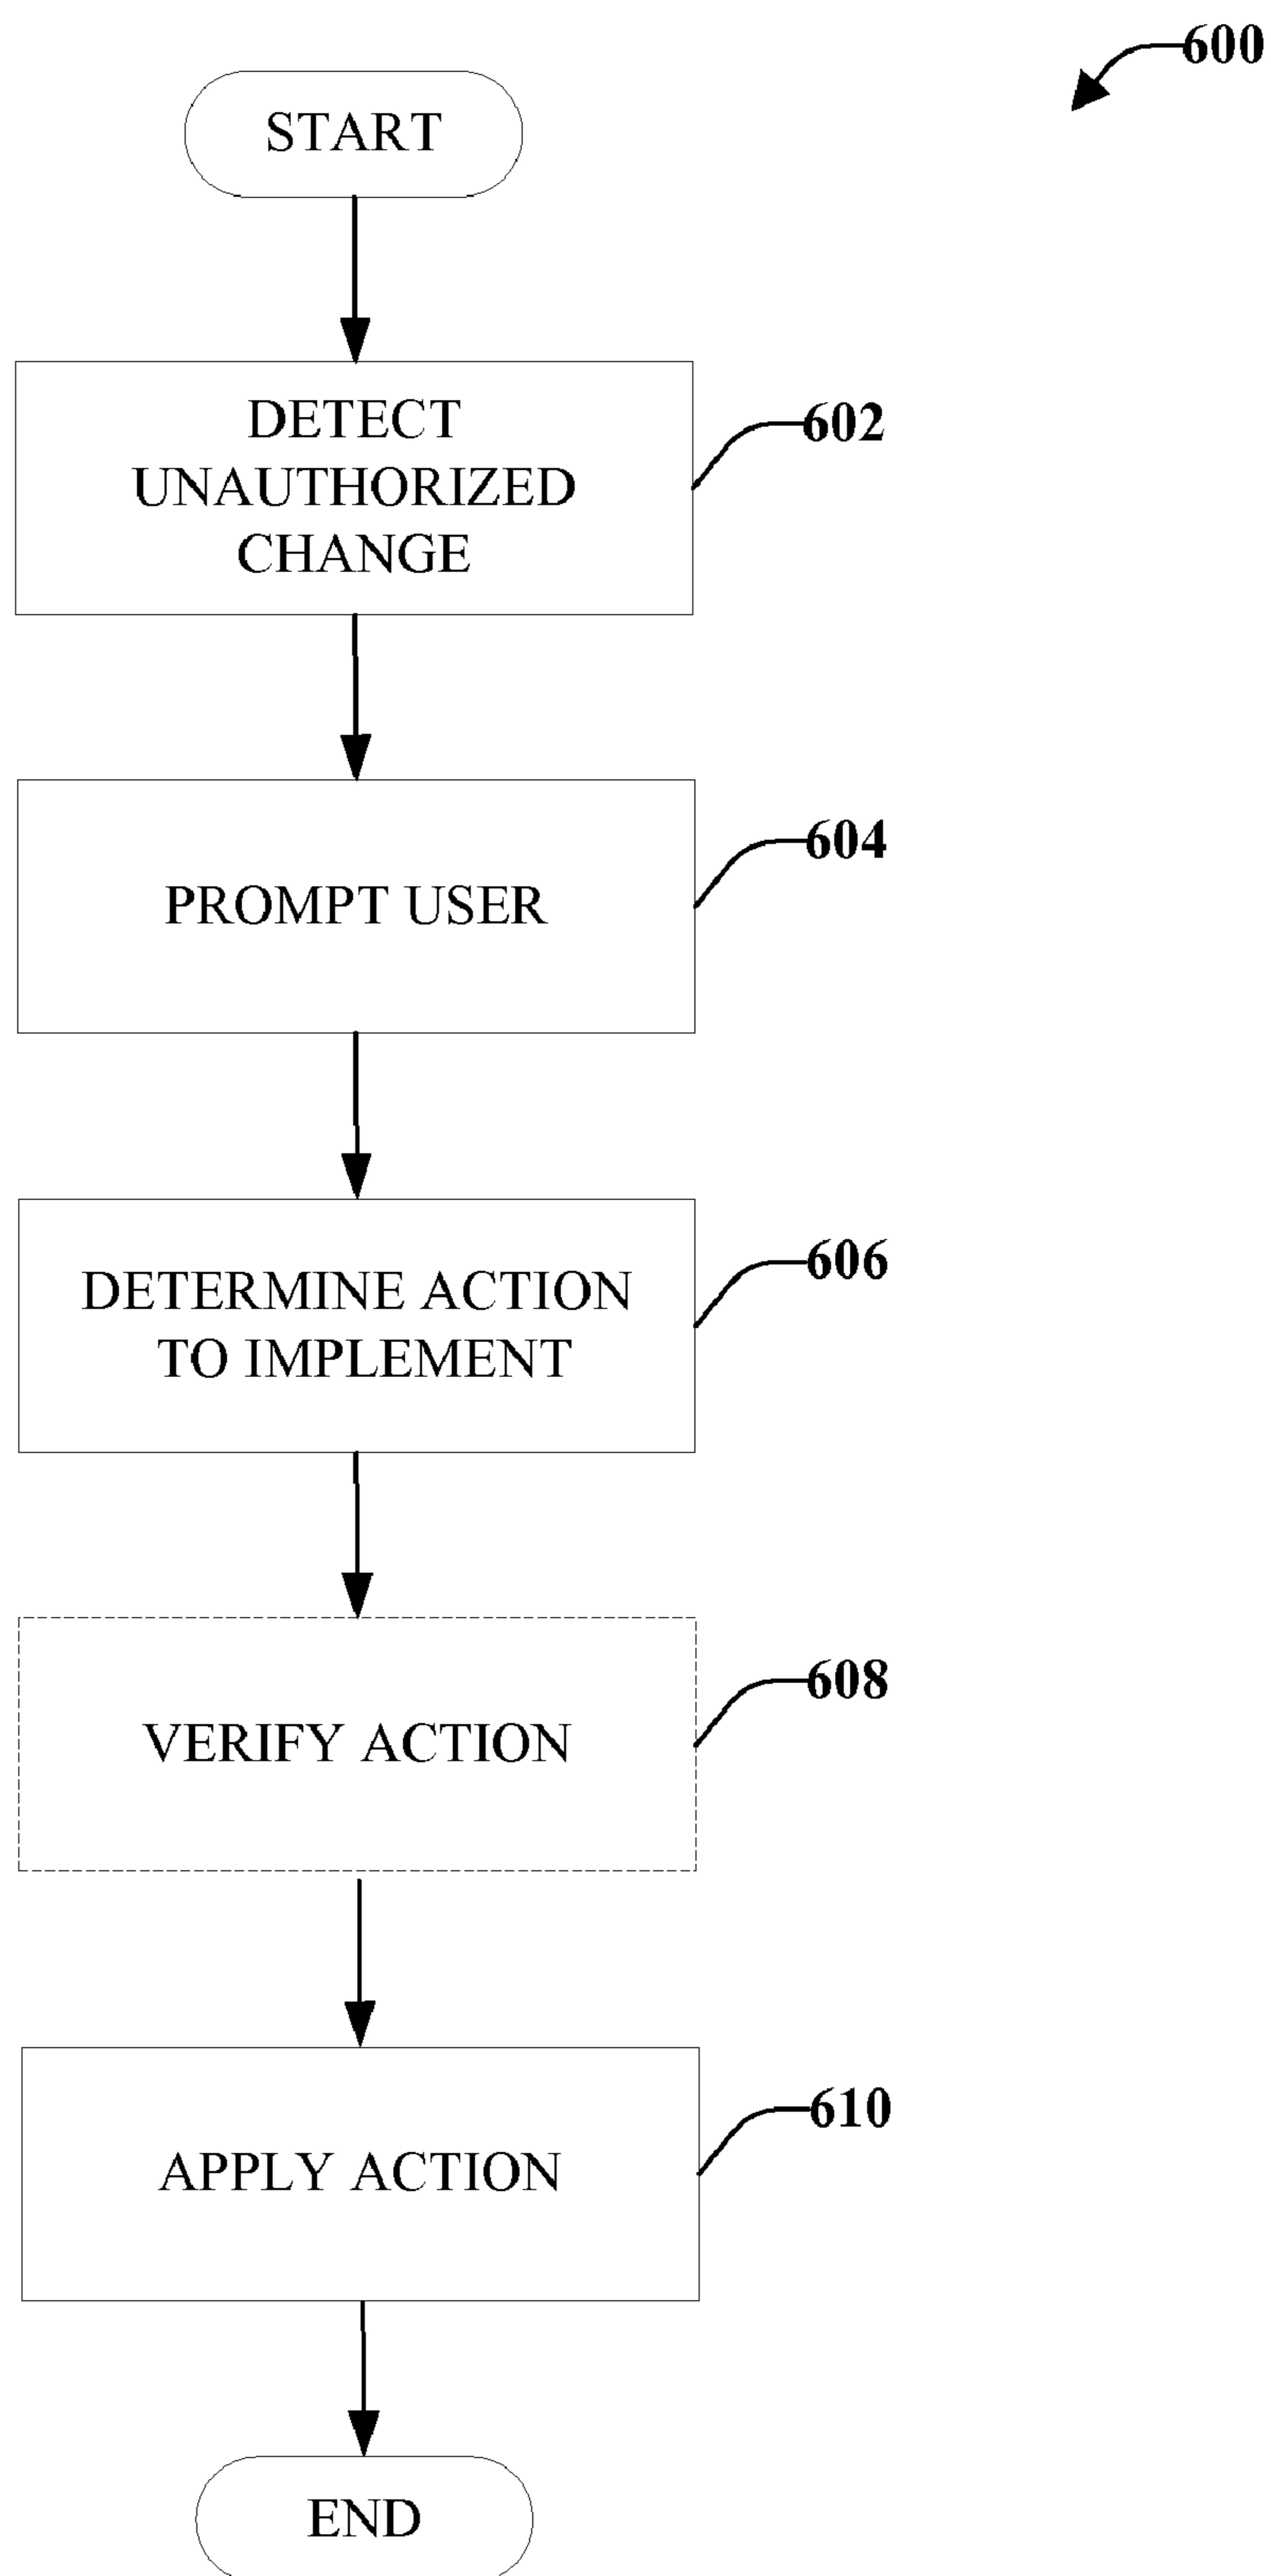 600
START
DETECT
UNAUTHORIZED
CHANGE
602
PROMPT USER
604
DETERMINE ACTION
TO IMPLEMENT
606
VERIFY ACTION
608
APPLY ACTION
610
END